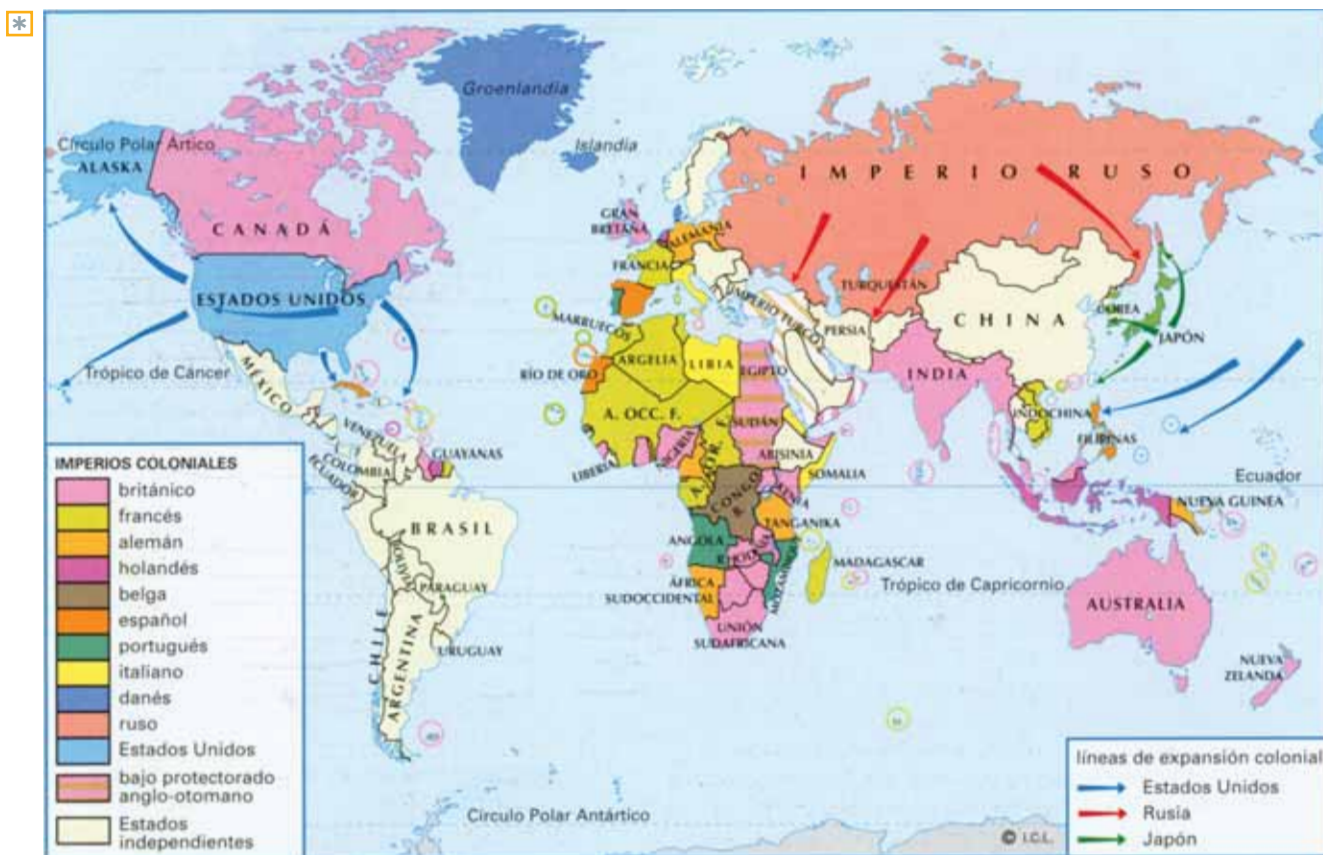 *
Groenlandia
Islandia
Círculo Polar Ártico
ALASKA
CANADÁ
ESTADOS UNIDOS
Trópico de Cáncer
MÉXICO
VENEZUELA
COLOMBIA
ECUADOR
GUAYANAS
BRASIL
BOLIVIA
PARAGUAY
CHILE
ARGENTINA
URUGUAY
IMPERIO RUSO
GRAN
BRETAÑA
ALEMANIA
FRANCIA
IMPERIO TURCO
TURQUESTÁN
PERSIA
CHINA
COREA
JAPÓN
MARRUECOS
ARGELIA
LIBIA
EGIPTO
RÍO DE ORO
A. OCC. F.
SUDÁN
INDIA
INDOCHINA
FILIPINAS
LIBERIA
NIGERIA
ABISINIA
SOMALIA
CONGO
KENIA
TANGANIKA
ANGOLA
RHODESIA
MOZAMBIQUE
MADAGASCAR
ÁFRICA
SUDOCCIDENTAL
UNIÓN
SUDAFRICANA
Ecuador
NUEVA GUINEA
Trópico de Capricornio
AUSTRALIA
NUEVA
ZELANDA
Círculo Polar Antártico
© I.C.L.
IMPERIOS COLONIALES
británico
francés
alemán
holandés
belga
español
portugués
italiano
danés
ruso
Estados Unidos
bajo protectorado
anglo-otomano
Estados
independientes
líneas de expansión colonial
Estados Unidos
Rusia
Japón